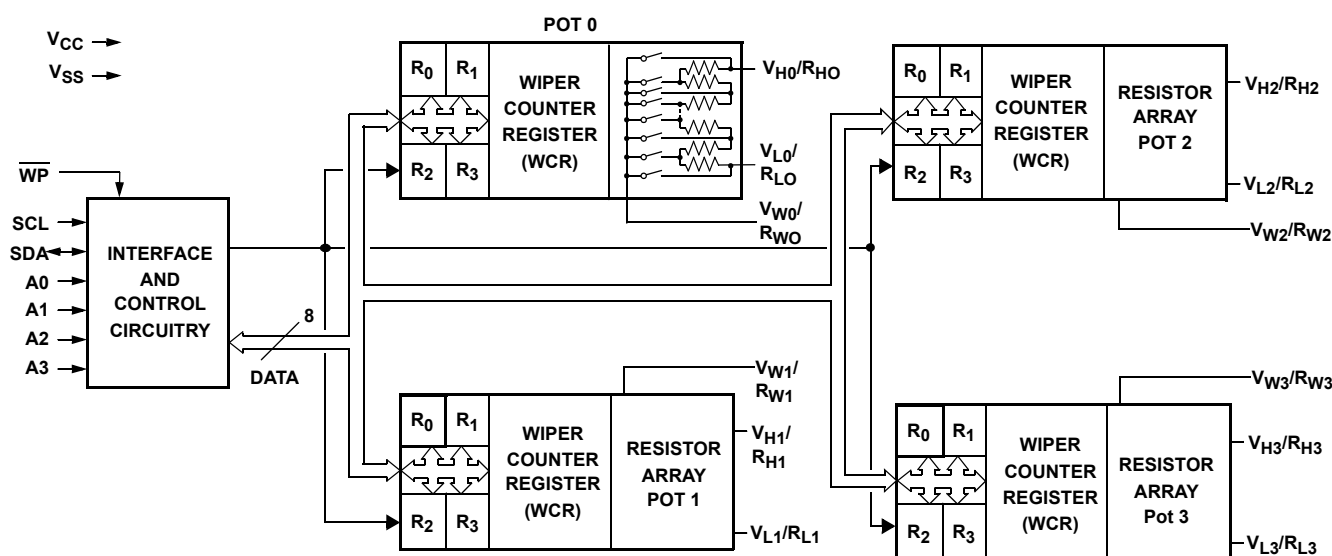 POT 0
VCC
VSS
WP
SCL
SDA
A0
A1
A2
A3
INTERFACE
AND
CONTROL
CIRCUITRY
8
DATA
R0 R1
R2 R3
WIPER
COUNTER
REGISTER
(WCR)
VH0/RHO
VL0/
RLO
VW0/
RWO
R0 R1
R2 R3
WIPER
COUNTER
REGISTER
(WCR)
RESISTOR
ARRAY
POT 2
VH2/RH2
VL2/RL2
VW2/RW2
R0 R1
R2 R3
WIPER
COUNTER
REGISTER
(WCR)
RESISTOR
ARRAY
POT 1
VW1/
RW1
VH1/
RH1
VL1/RL1
R0 R1
R2 R3
WIPER
COUNTER
REGISTER
(WCR)
RESISTOR
ARRAY
Pot 3
VW3/RW3
VH3/RH3
VL3/RL3